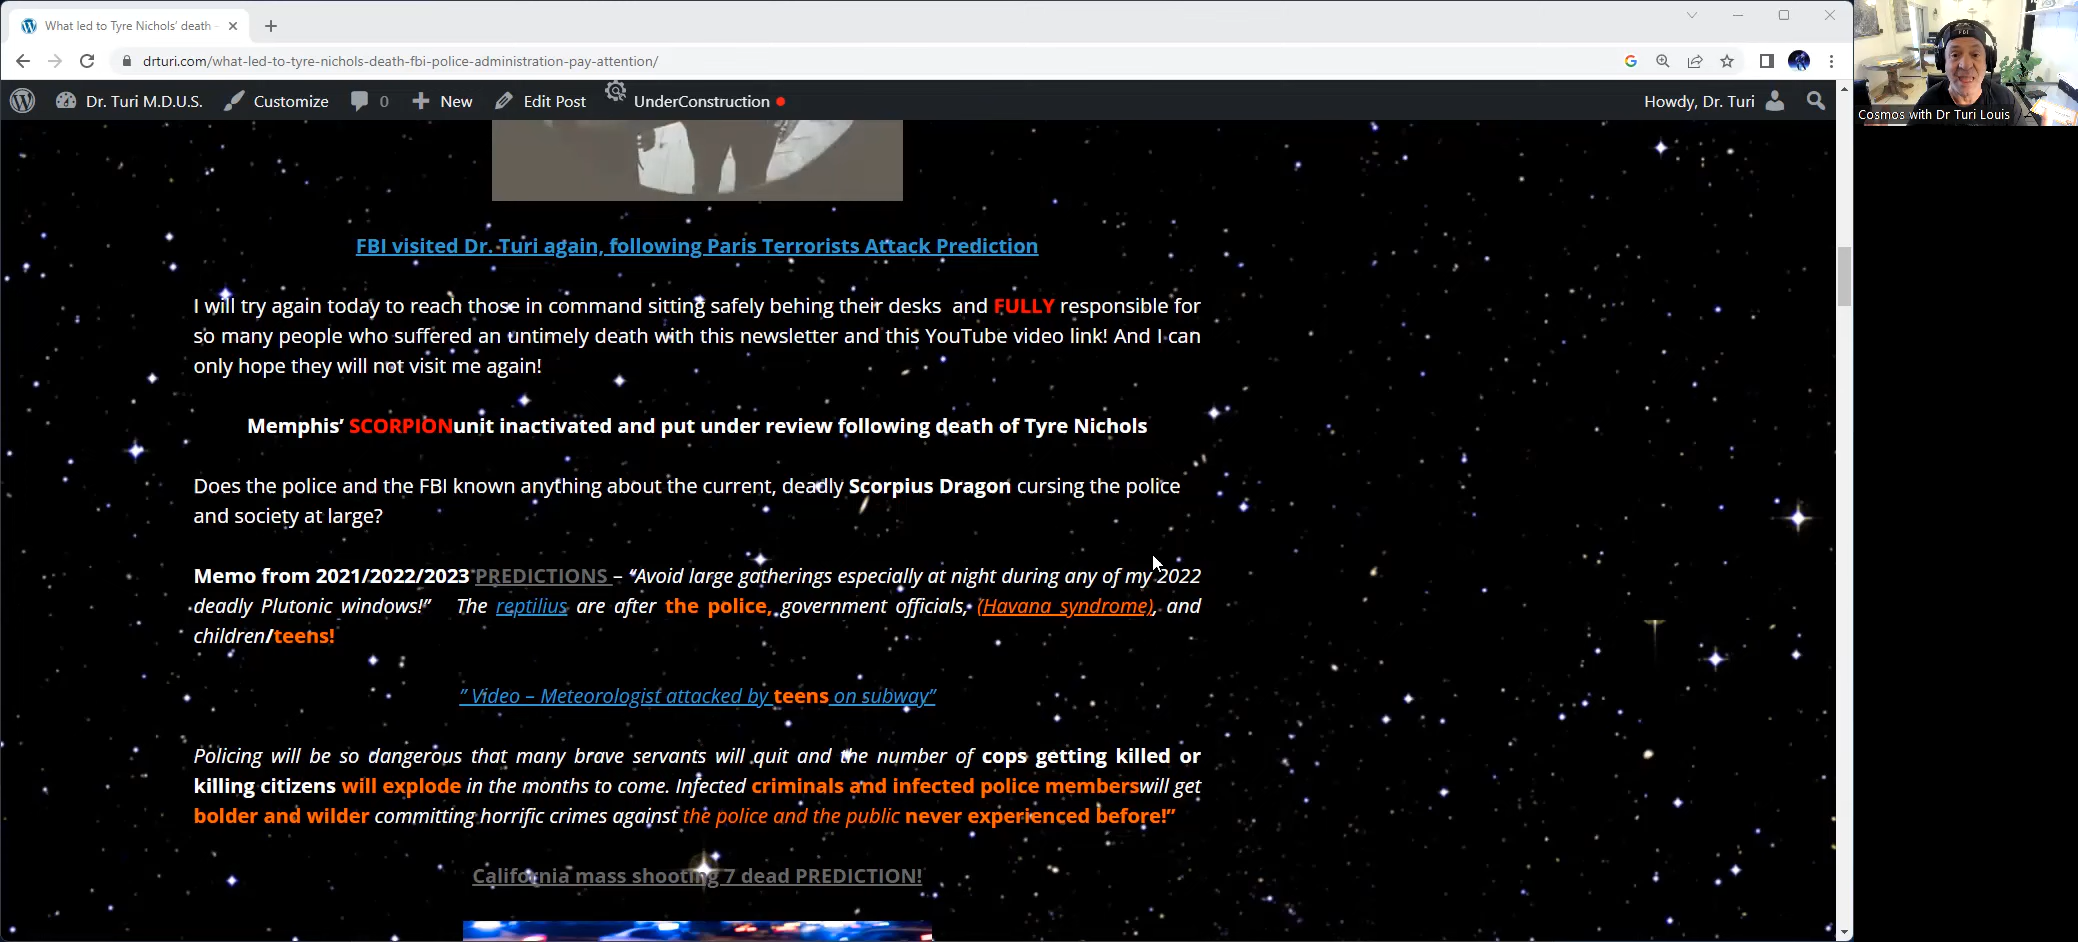 What led to Tyre Nichols' death -
drturi.com/what-led-to-tyre-nichols-death-fbi-police-administration-pay-attention/
Dr. Turi M.D.U.S. Customize 0 New Edit Post UnderConstruction Howdy, Dr. Turi
FBI
Cosmos with Dr Turi Louis
FBI visited Dr. Turi again, following Paris Terrorists Attack Prediction
I will try again today to reach those in command sitting safely behing their desks and FULLY responsible for
so many people who suffered an untimely death with this newsletter and this YouTube video link! And I can
only hope they will not visit me again!
Memphis' SCORPIONunit inactivated and put under review following death of Tyre Nichols
Does the police and the FBI known anything about the current, deadly Scorpius Dragon cursing the police
and society at large?
Memo from 2021/2022/2023 PREDICTIONS – “Avoid large gatherings especially at night during any of my 2022
deadly Plutonic windows!” The reptilius are after the police, government officials, (Havana syndrome), and
children/teens!
” Video – Meteorologist attacked by teens on subway”
Policing will be so dangerous that many brave servants will quit and the number of cops getting killed or
killing citizens will explode in the months to come. Infected criminals and infected police memberswill get
bolder and wilder committing horrific crimes against the police and the public never experienced before!”
California mass shooting 7 dead PREDICTION!